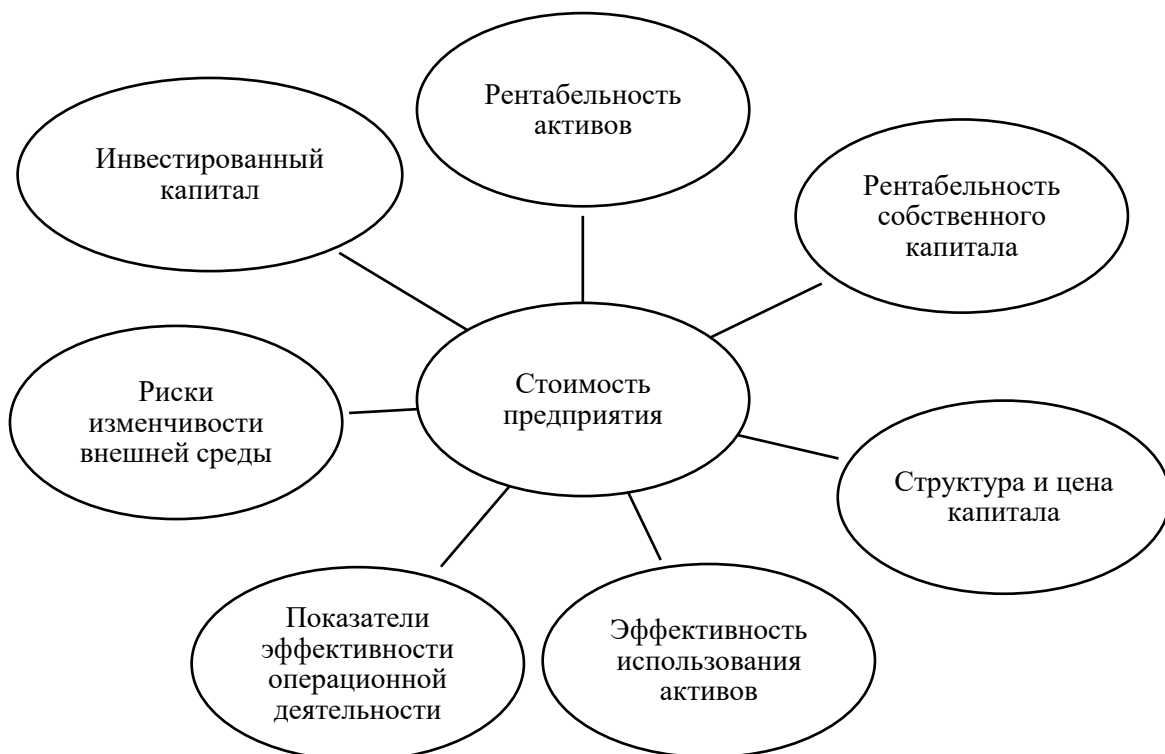 Рентабельность
активов
Инвестированный
капитал
Рентабельность
собственного
капитала
Риски
изменчивости
внешней среды
Стоимость
предприятия
Структура и цена
капитала
Показатели
эффективности
операционной
деятельности
Эффективность
использования
активов